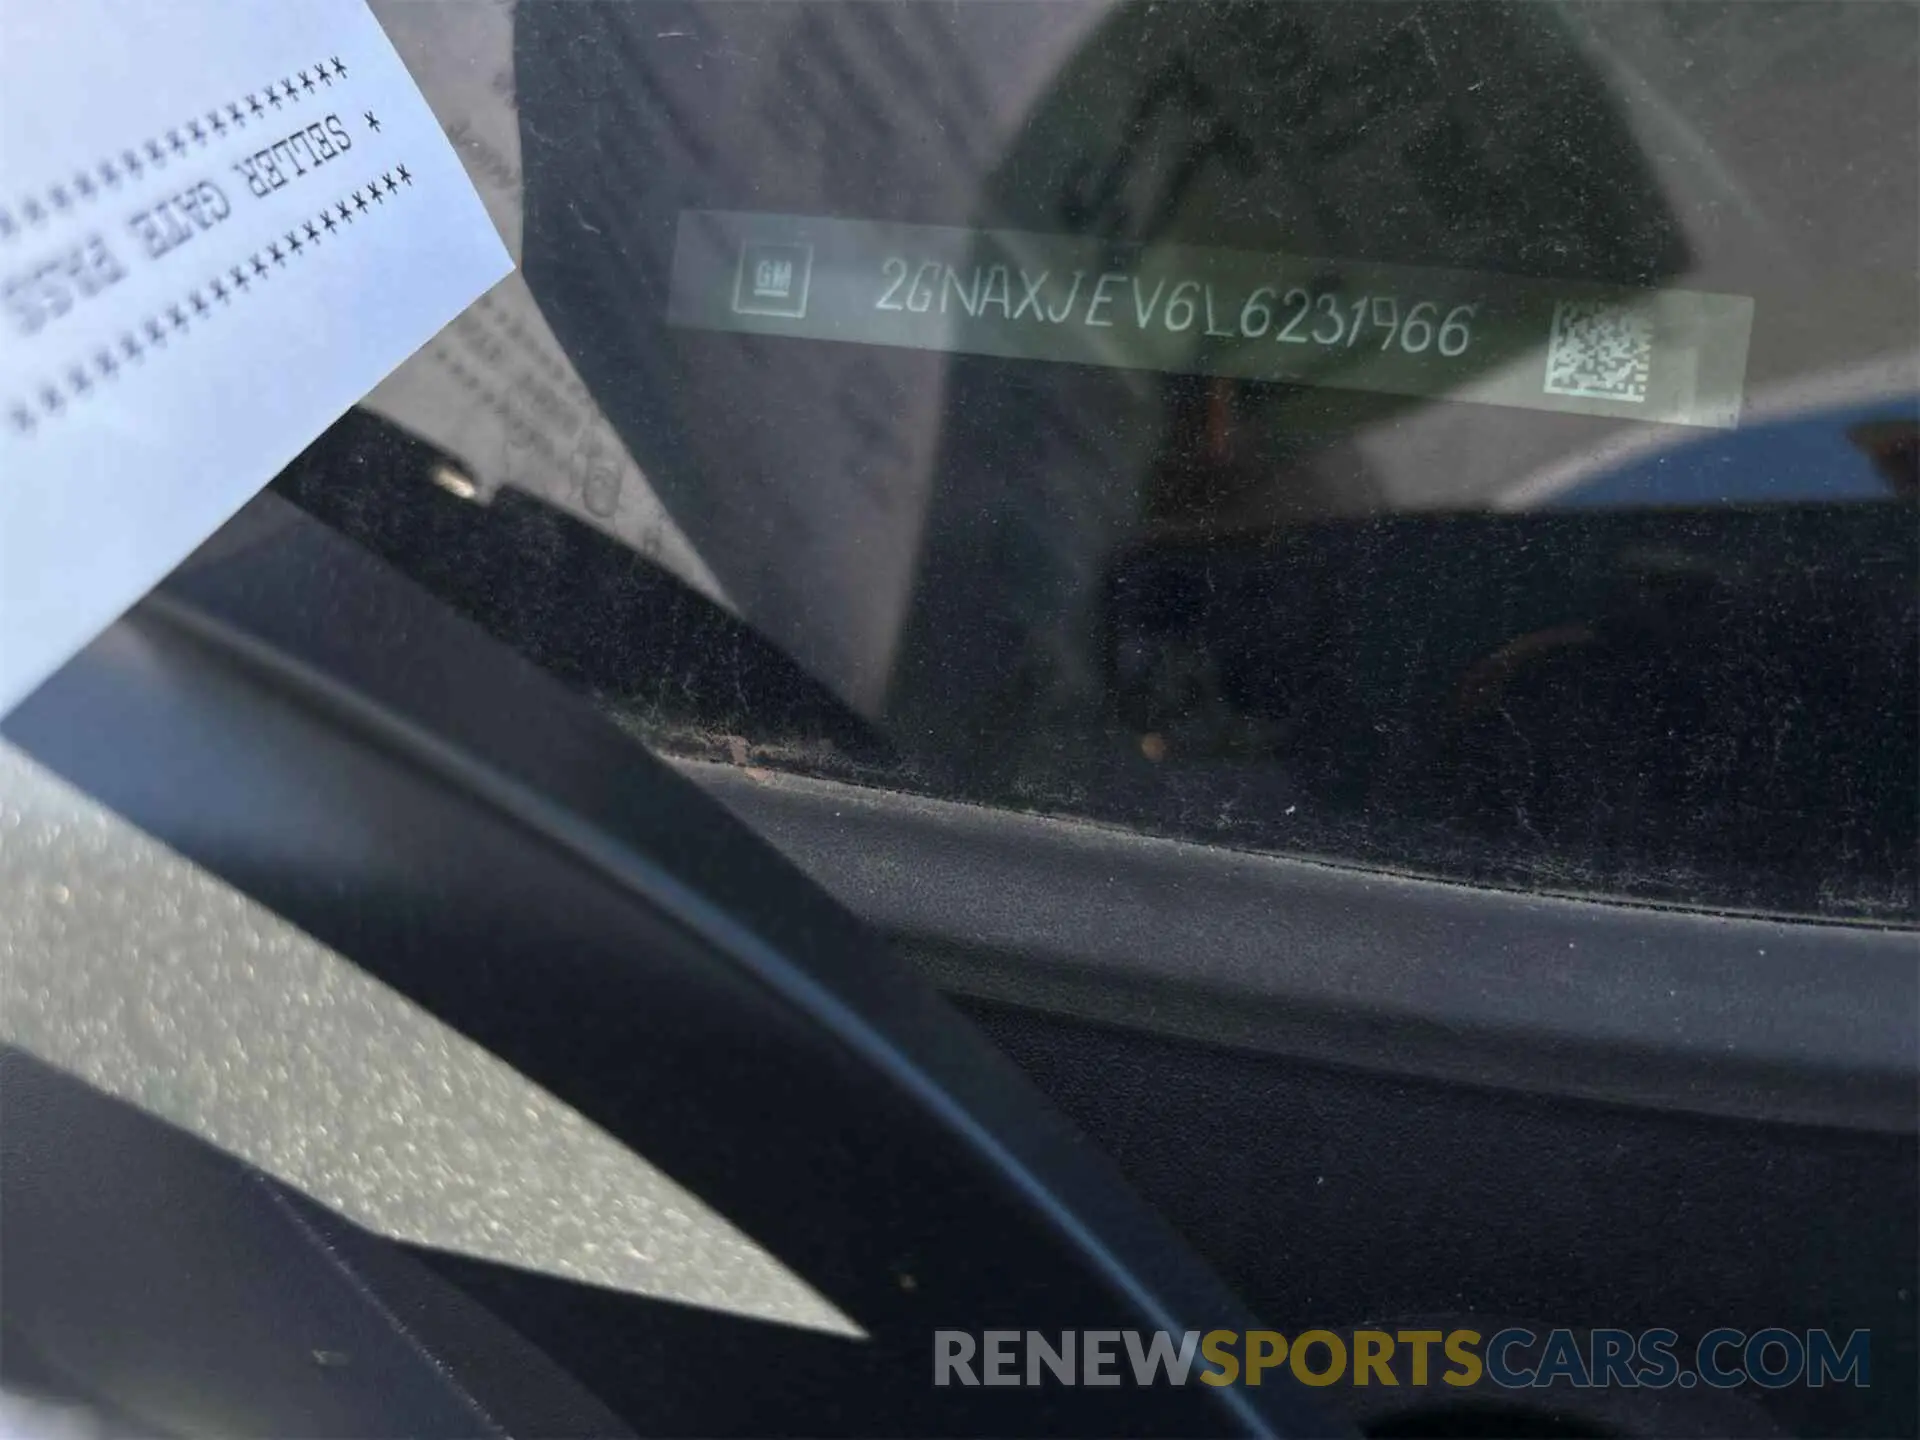 *****************
* SELLER GATE PASS
*****************
GM 2GNAXJEV6L6231966
RENEWSPORTSCARS.COM